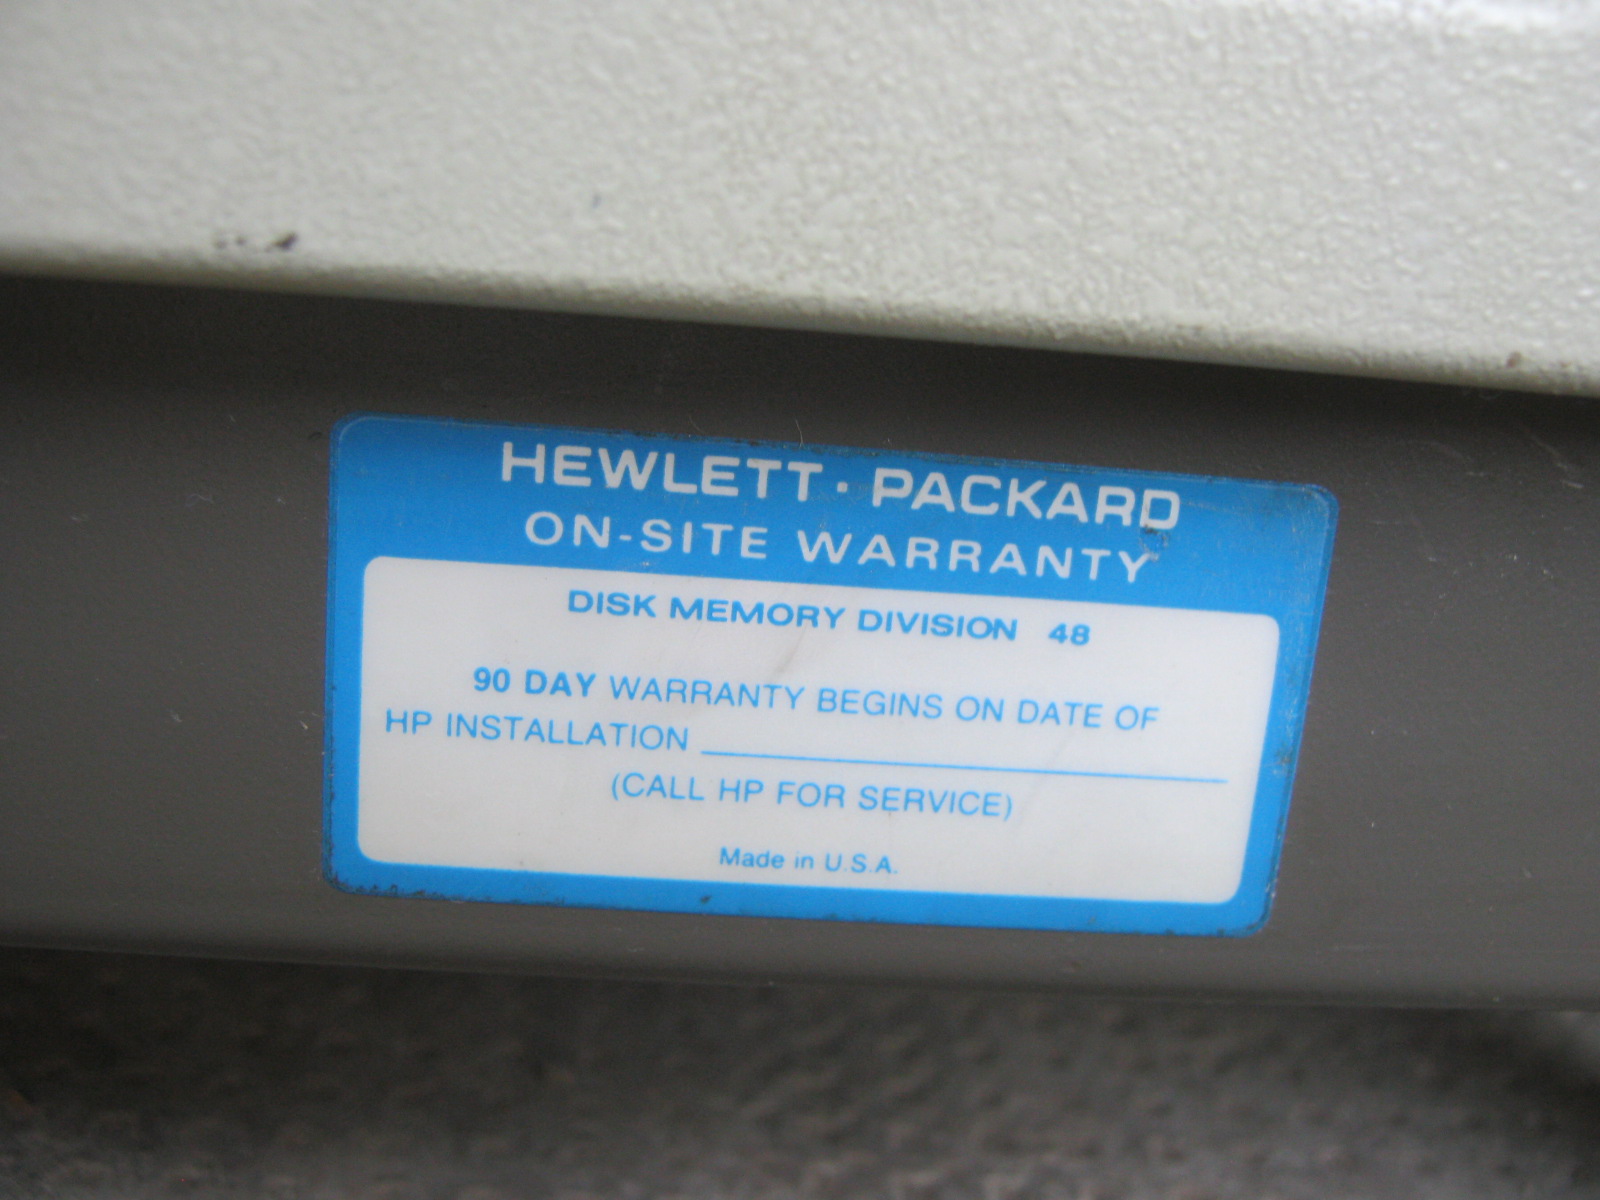 HEWLETT·PACKARD
ON-SITE WARRANTY
DISK MEMORY DIVISION 48
90 DAY WARRANTY BEGINS ON DATE OF
HP INSTALLATION
(CALL HP FOR SERVICE)
Made in U.S.A.